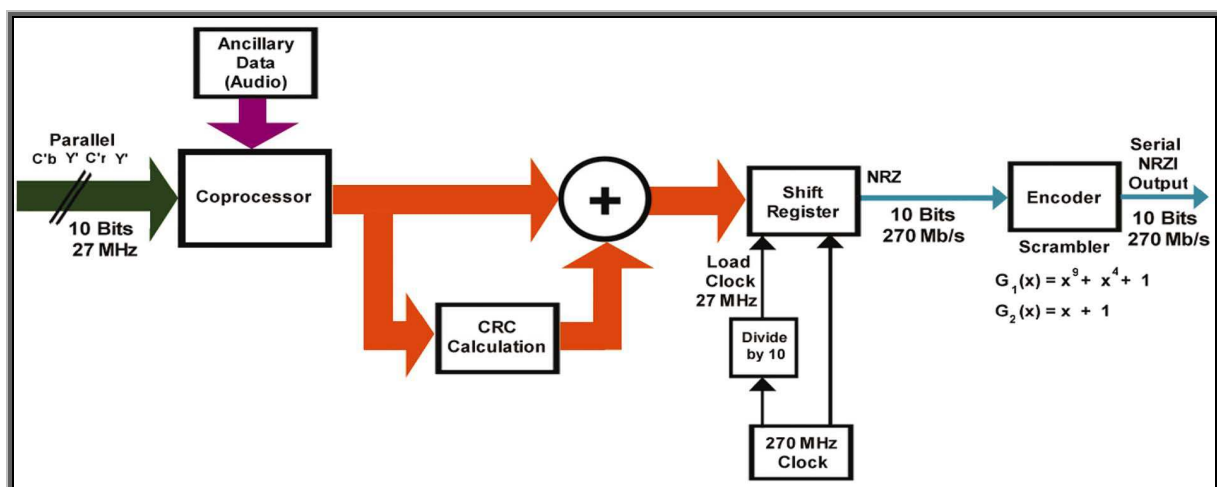 Ancillary
Data
(Audio)
Parallel
C'b Y' C'r Y'
10 Bits
27 MHz
Coprocessor
+
CRC
Calculation
Shift
Register
Load
Clock
27 MHz
Divide
by 10
270 MHz
Clock
NRZ
10 Bits
270 Mb/s
Encoder
Scrambler
G₁(x) = x⁹ + x⁴ + 1
G₂(x) = x + 1
Serial
NRZI
Output
10 Bits
270 Mb/s